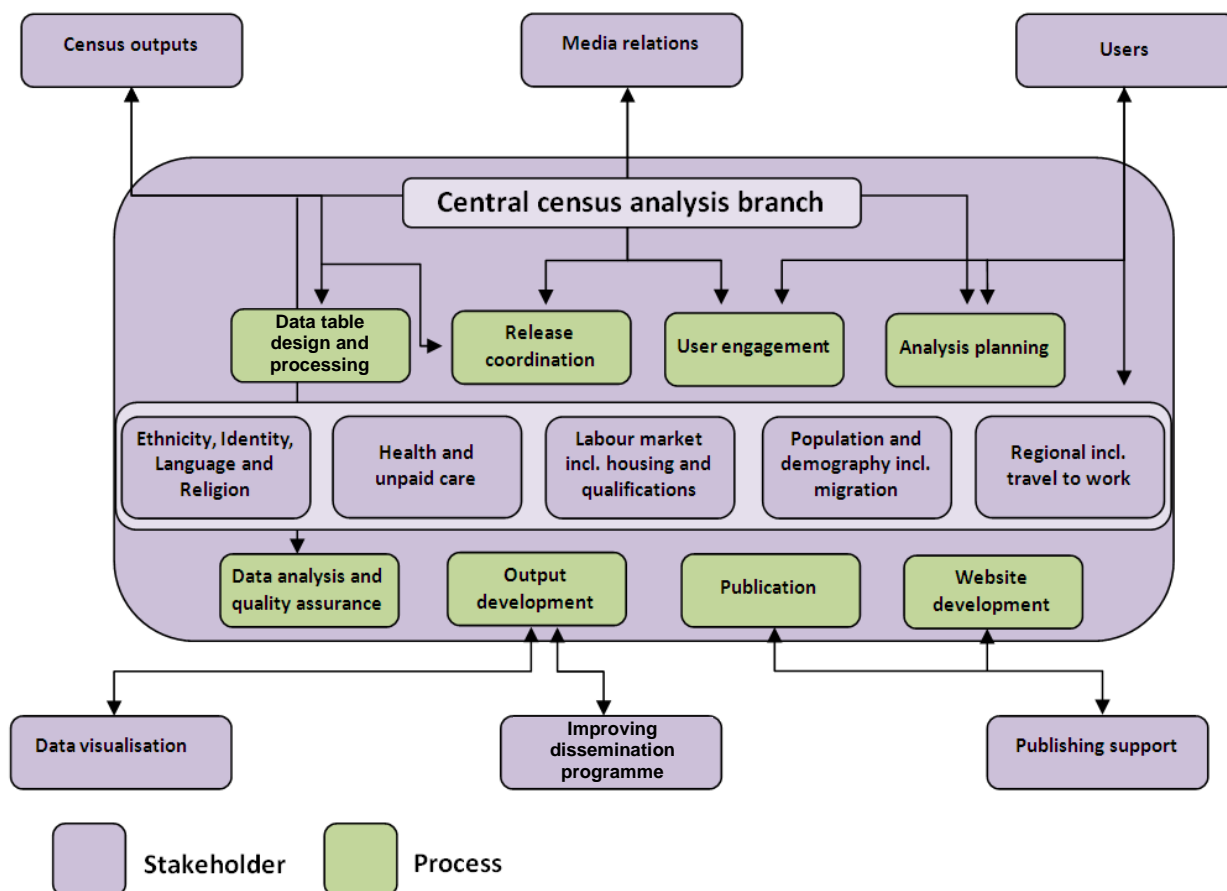 Census outputs
Media relations
Users
Central census analysis branch
Data table
design and
processing
Release
coordination
User engagement
Analysis planning
Ethnicity, Identity,
Language and
Religion
Health and
unpaid care
Labour market
incl. housing and
qualifications
Population and
demography incl.
migration
Regional incl.
travel to work
Data analysis and
quality assurance
Output
development
Publication
Website
development
Data visualisation
Improving
dissemination
programme
Publishing support
Stakeholder
Process